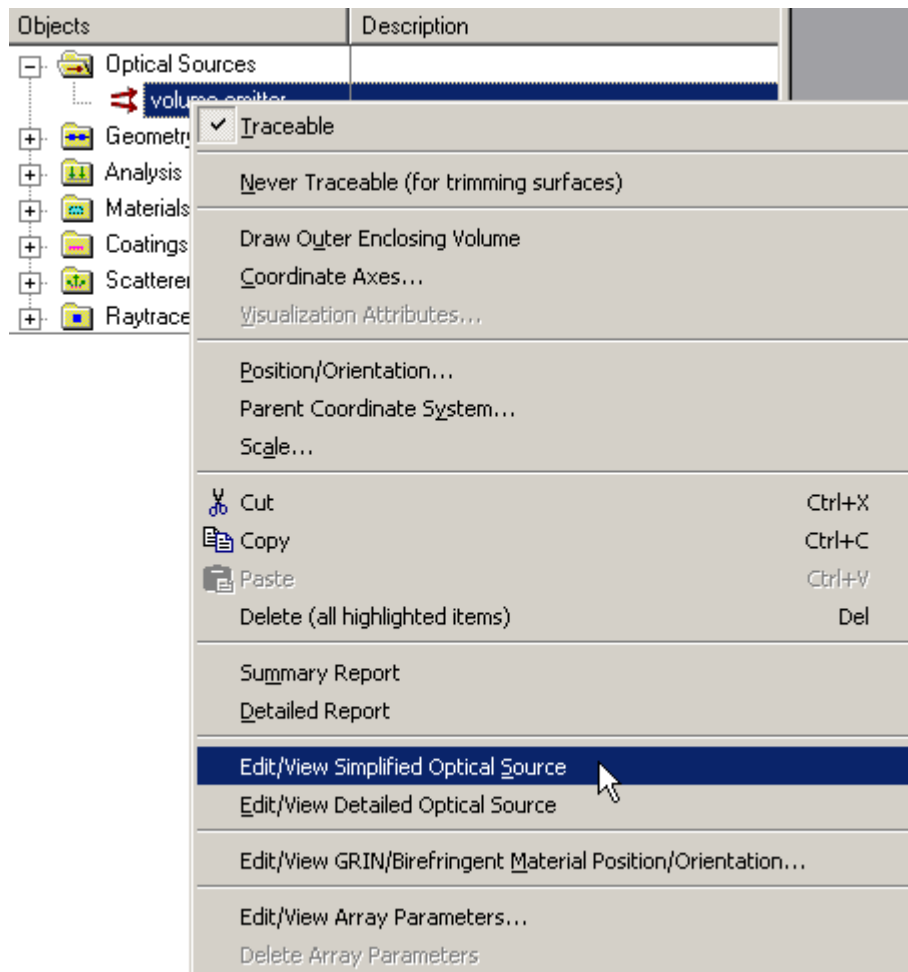 Objects Description
Optical Sources
volume emitter
Traceable
Geometry
Never Traceable (for trimming surfaces)
Analysis
Materials
Draw Outer Enclosing Volume
Coatings
Coordinate Axes...
Scatterer
Visualization Attributes...
Raytrace
Position/Orientation...
Parent Coordinate System...
Scale...
Cut Ctrl+X
Copy Ctrl+C
Paste Ctrl+V
Delete (all highlighted items) Del
Summary Report
Detailed Report
Edit/View Simplified Optical Source
Edit/View Detailed Optical Source
Edit/View GRIN/Birefringent Material Position/Orientation...
Edit/View Array Parameters...
Delete Array Parameters